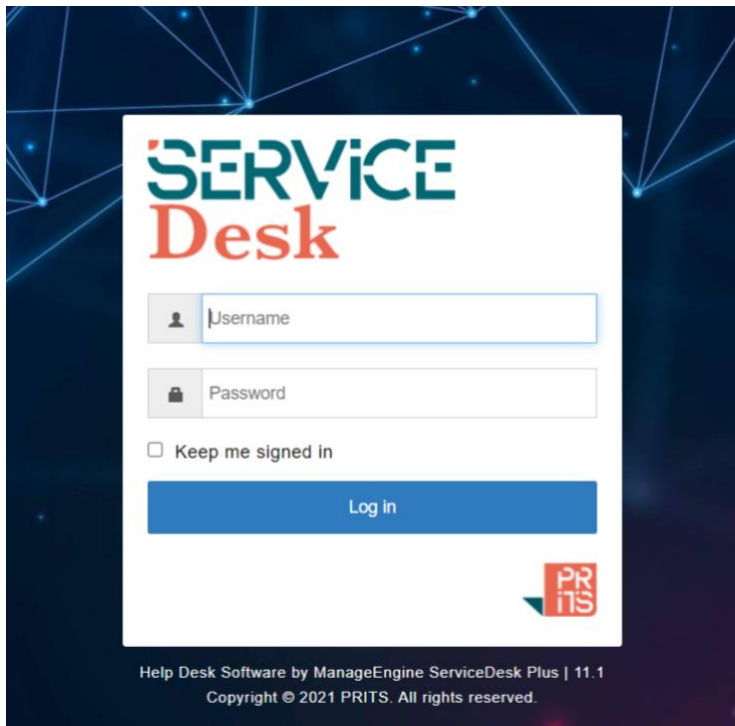 SERViCE
Desk
Username
Password
Keep me signed in
Log in
PR
iTS
Help Desk Software by ManageEngine ServiceDesk Plus | 11.1
Copyright © 2021 PRITS. All rights reserved.